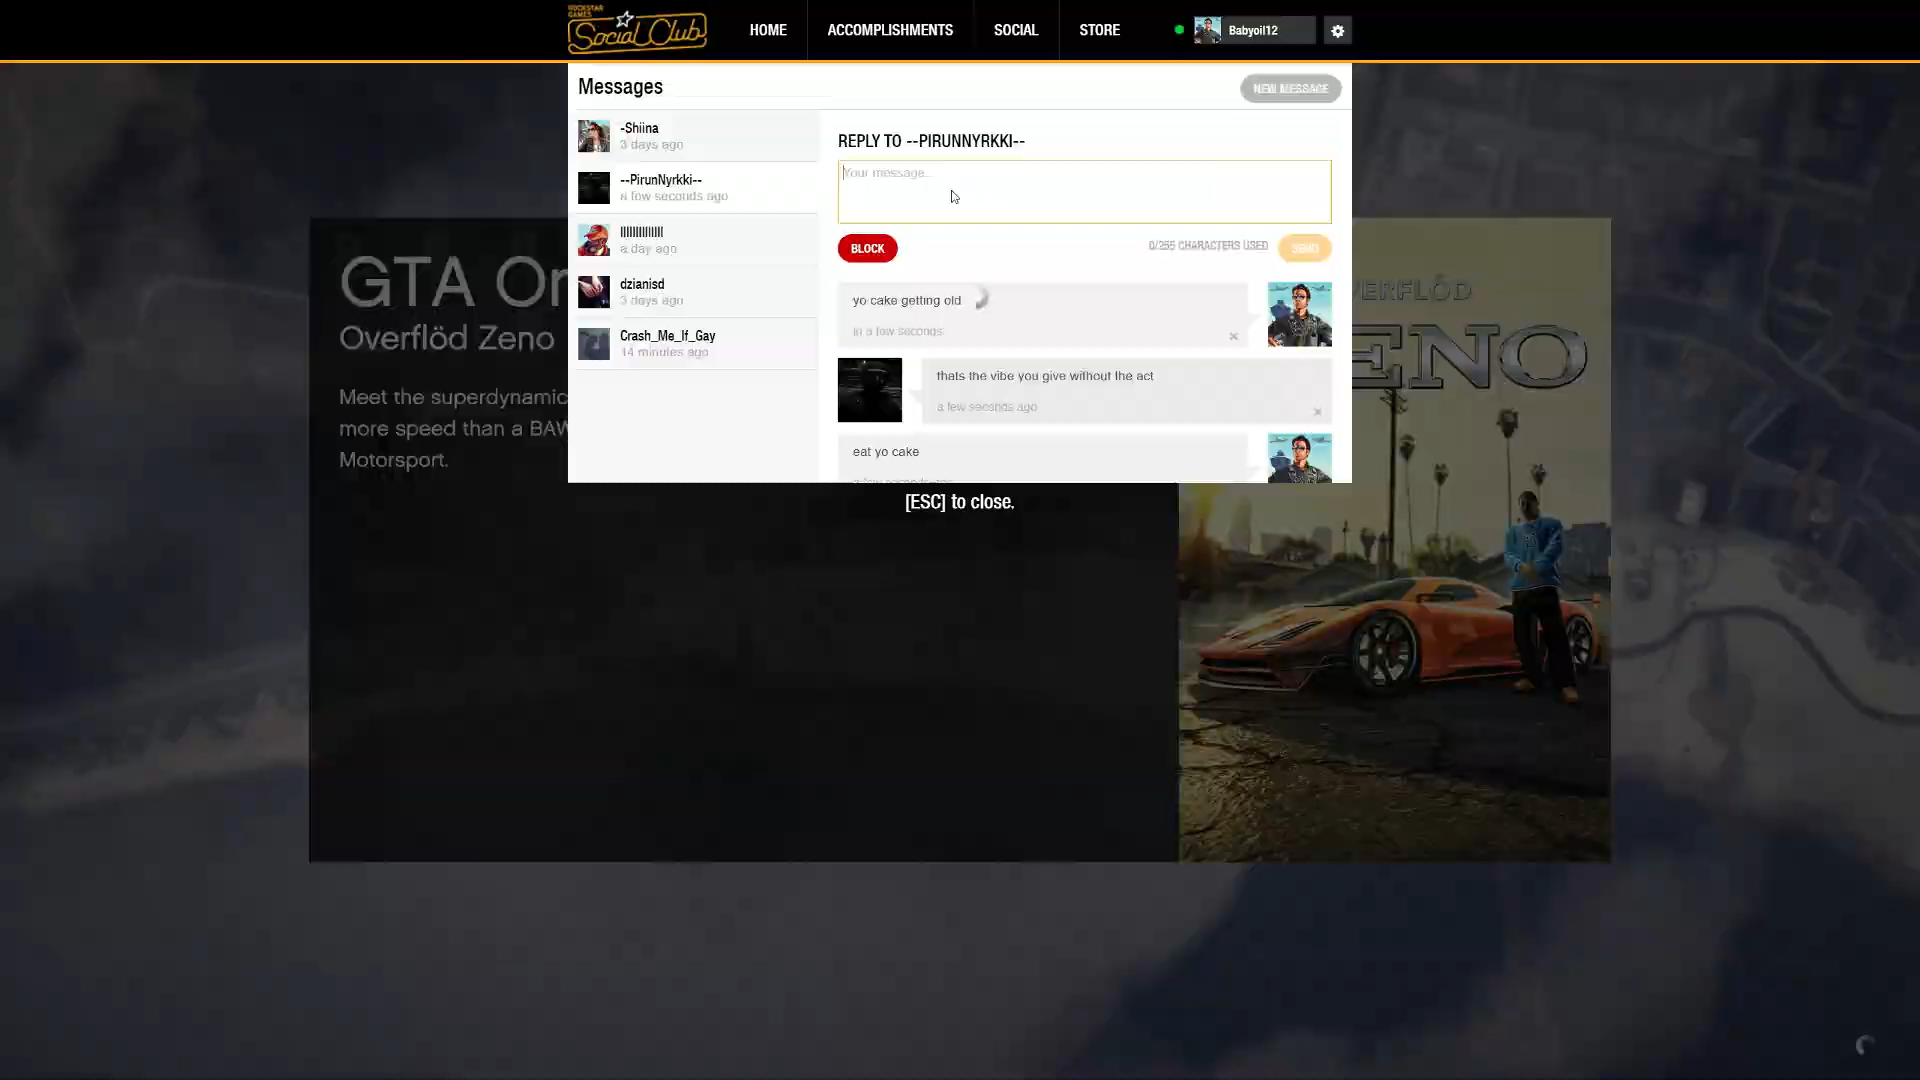 ROCKSTAR GAMES
Social Club
HOME
ACCOMPLISHMENTS
SOCIAL
STORE
Babyoil12
Messages
NEW MESSAGE
-Shiina
3 days ago
--PirunNyrkki--
a few seconds ago
a day ago
dzianisd
3 days ago
Crash_Me_If_Gay
14 minutes ago
REPLY TO --PIRUNNYRKKI--
Your message...
BLOCK
0/255 CHARACTERS USED
SEND
yo cake getting old
in a few seconds
thats the vibe you give without the act
a few seconds ago
eat yo cake
a few seconds ago
[ESC] to close.
GTA On
Overflöd Zeno
Meet the superdynamic
more speed than a BAW
Motorsport.
VERFLÖD
ENO